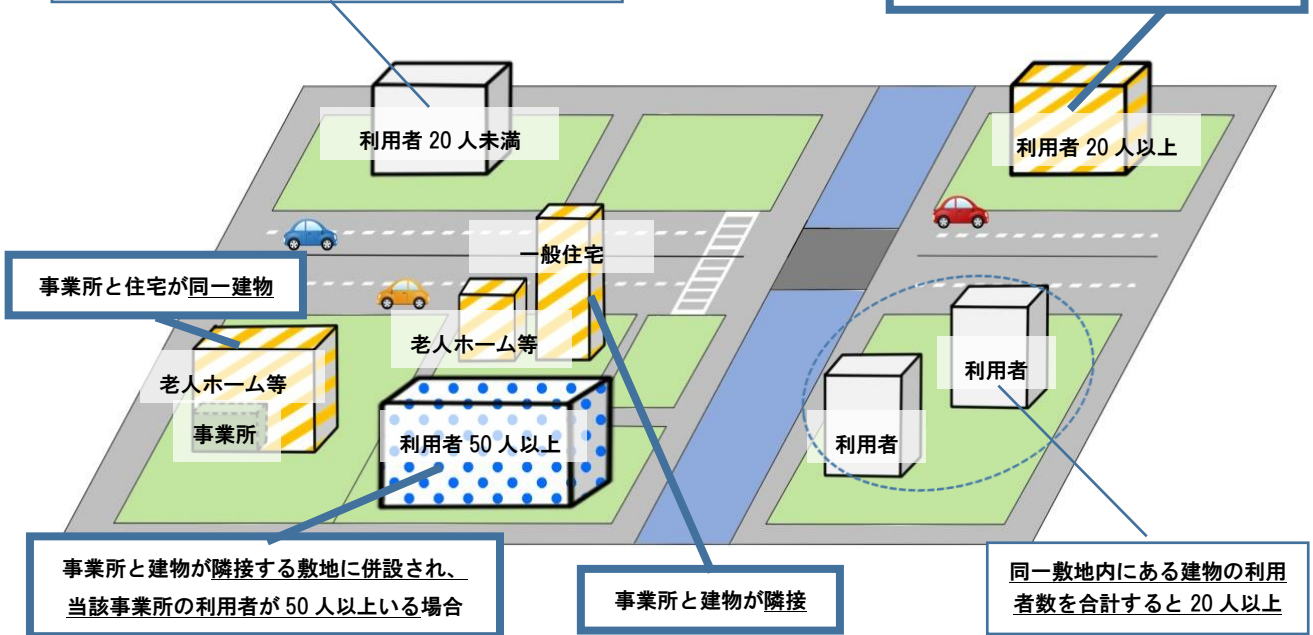 利用者 20 人未満
利用者 20 人以上
一般住宅
事業所と住宅が同一建物
老人ホーム等
老人ホーム等
利用者
事業所
利用者 50 人以上
利用者
事業所と建物が隣接する敷地に併設され、
当該事業所の利用者が 50 人以上いる場合
事業所と建物が隣接
同一敷地内にある建物の利用
者数を合計すると 20 人以上